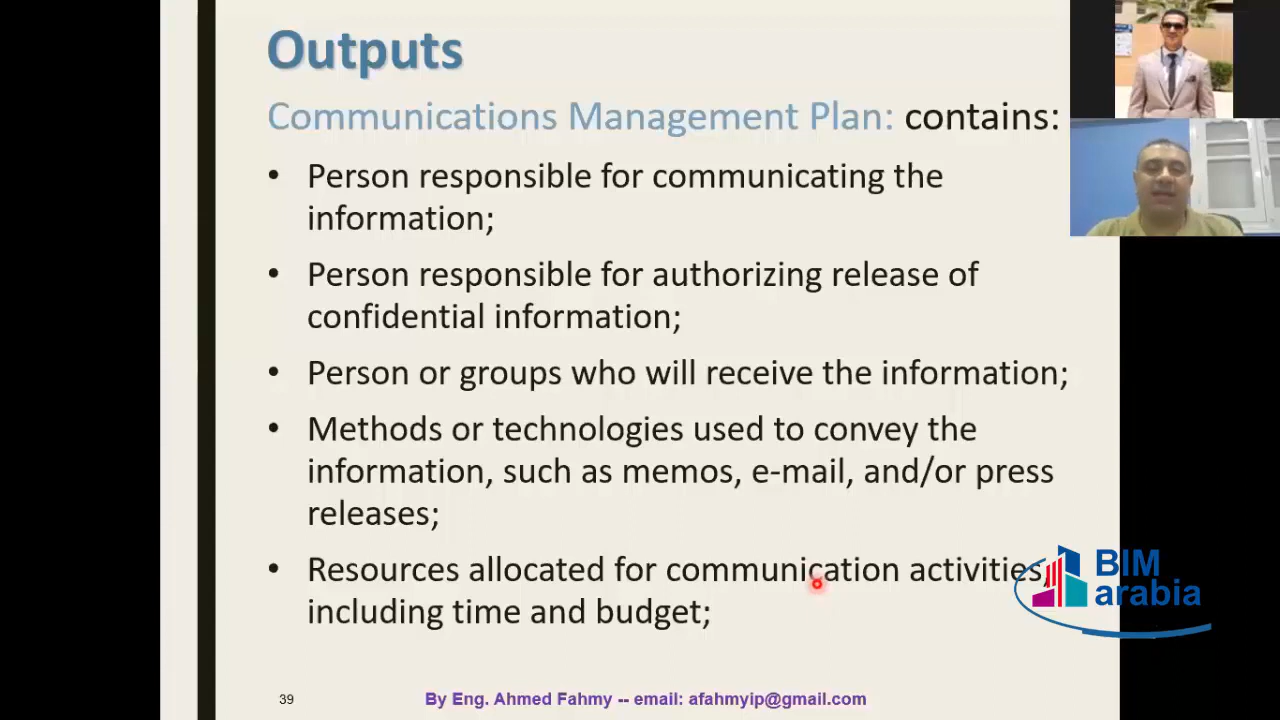 Outputs
Communications Management Plan: contains:
• Person responsible for communicating the
information;
• Person responsible for authorizing release of
confidential information;
• Person or groups who will receive the information;
• Methods or technologies used to convey the
information, such as memos, e-mail, and/or press
releases;
• Resources allocated for communication activities,
including time and budget;
BIM
arabia
39
By Eng. Ahmed Fahmy -- email: afahmyip@gmail.com